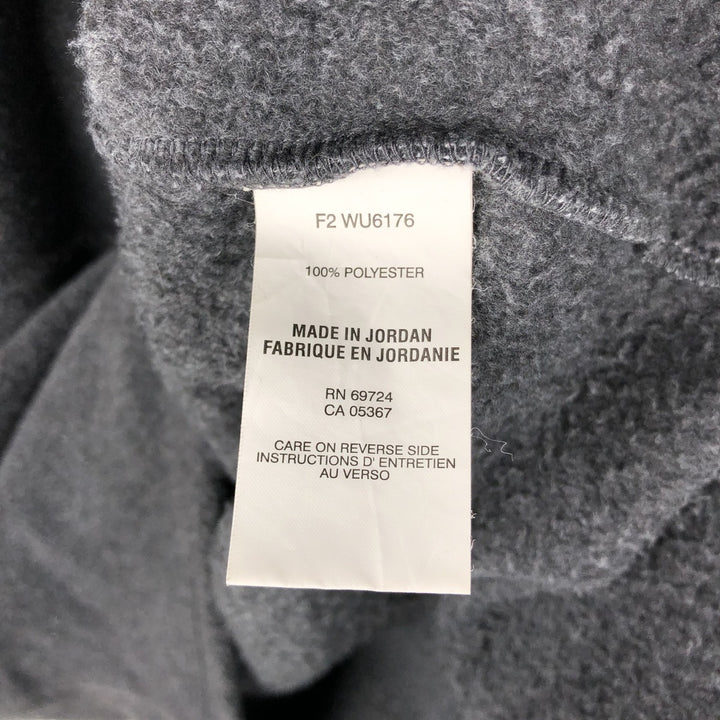 F2 WU6176
100% POLYESTER
MADE IN JORDAN
FABRIQUE EN JORDANIE
RN 69724
CA 05367
CARE ON REVERSE SIDE
INSTRUCTIONS D' ENTRETIEN
AU VERSO